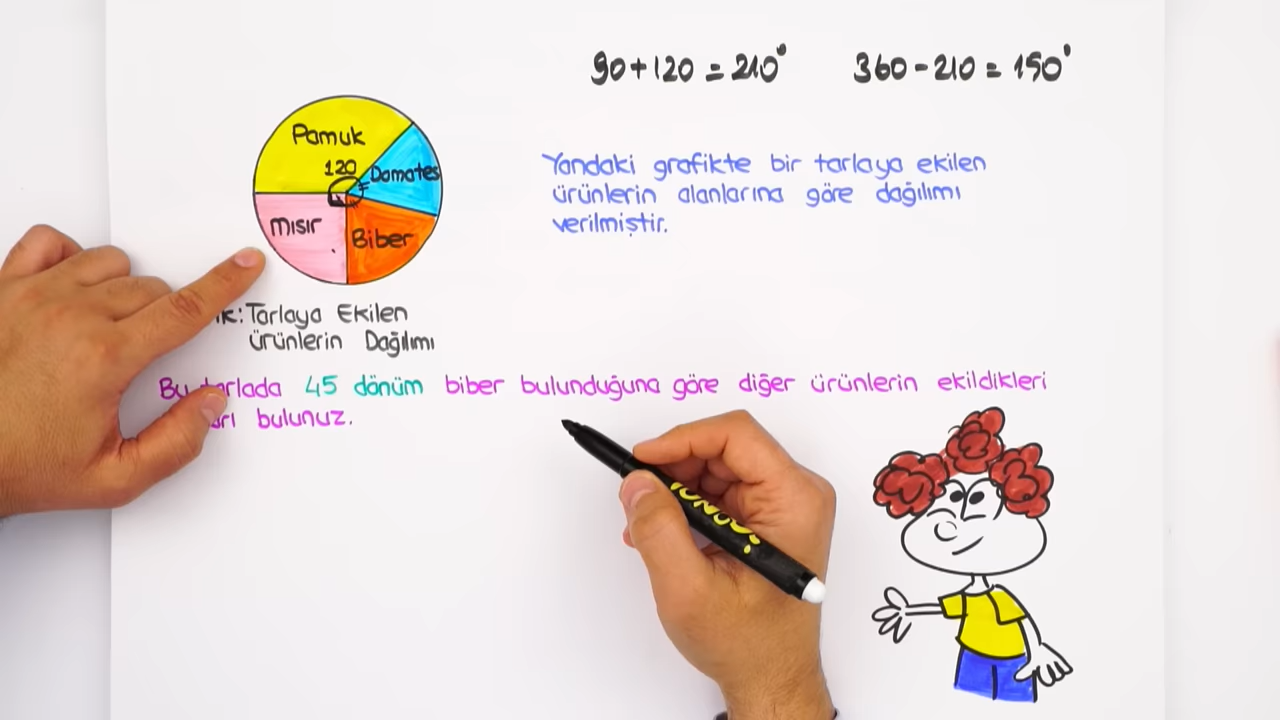 90+120=210°
360-210=150°
Pamuk
120
Domates
Mısır
Biber
Yandaki grafikte bir tarlaya ekilen
ürünlerin alanlarına göre dağılımı
verilmiştir.
Tarlaya Ekilen
Ürünlerin Dağılımı
Bu tarlada 45 dönüm biber bulunduğuna göre diğer ürünlerin ekildikleri
bulunuz.